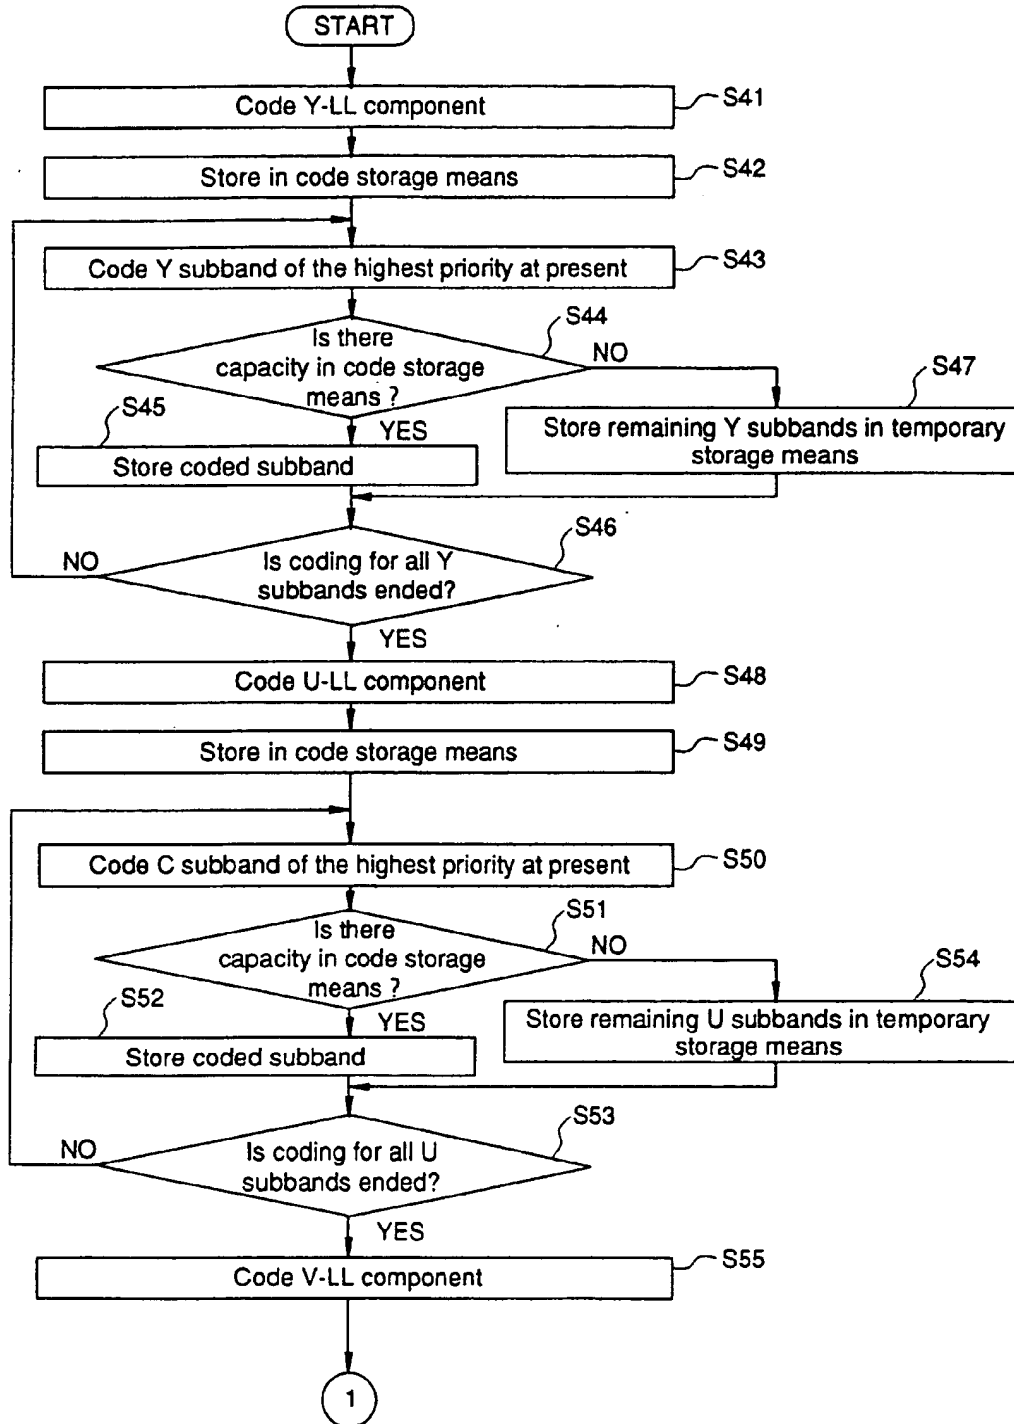 START
Code Y-LL component
S41
Store in code storage means
S42
Code Y subband of the highest priority at present
S43
Is there
capacity in code storage
means ?
S44
NO
YES
S45
Store coded subband
S47
Store remaining Y subbands in temporary
storage means
S46
Is coding for all Y
subbands ended?
NO
YES
Code U-LL component
S48
Store in code storage means
S49
Code C subband of the highest priority at present
S50
Is there
capacity in code storage
means ?
S51
NO
YES
S52
Store coded subband
S54
Store remaining U subbands in temporary
storage means
S53
Is coding for all U
subbands ended?
NO
YES
Code V-LL component
S55
1